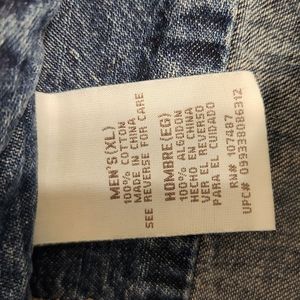 MEN'S (XL)
100% COTTON
MADE IN CHINA
SEE REVERSE FOR CARE
HOMBRE (EG)
100% ALGODON
HECHO EN CHINA
VER EL REVERSO
PARA EL CUIDADO
RN# 107487
UPC# 099339086312